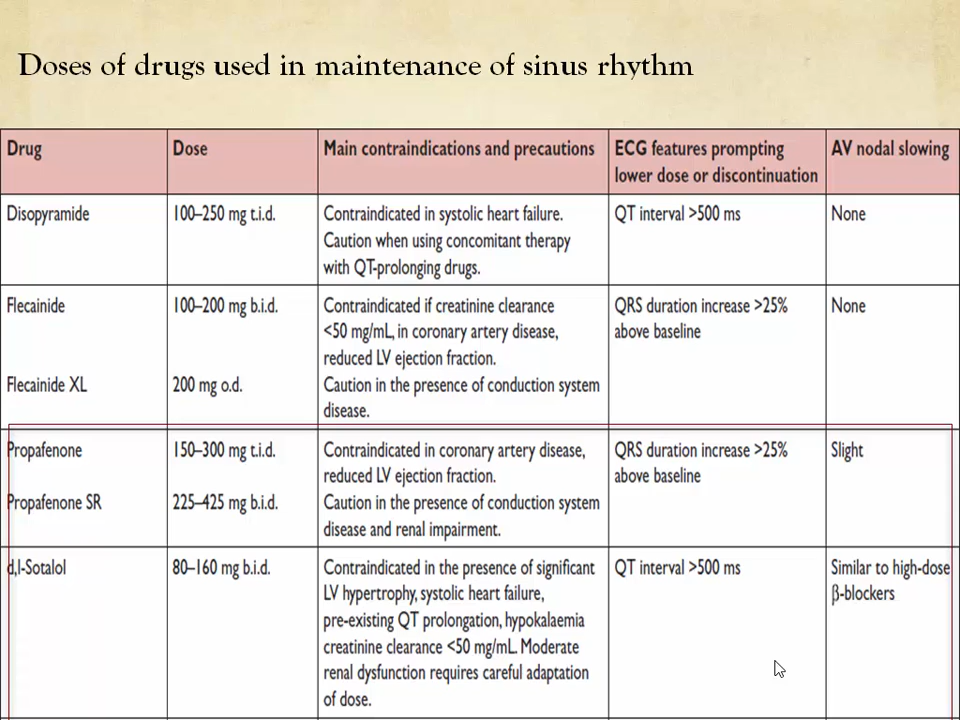 Doses of drugs used in maintenance of sinus rhythm
Drug
Dose
Main contraindications and precautions
ECG features prompting
lower dose or discontinuation
AV nodal slowing
Disopyramide
100–250 mg t.i.d.
Contraindicated in systolic heart failure.
Caution when using concomitant therapy
with QT-prolonging drugs.
QT interval >500 ms
None
Flecainide
100–200 mg b.i.d.
Contraindicated if creatinine clearance
<50 mg/mL, in coronary artery disease,
reduced LV ejection fraction.
QRS duration increase >25%
above baseline
None
Flecainide XL
200 mg o.d.
Caution in the presence of conduction system
disease.
Propafenone
150–300 mg t.i.d.
Contraindicated in coronary artery disease,
reduced LV ejection fraction.
QRS duration increase >25%
above baseline
Slight
Propafenone SR
225–425 mg b.i.d.
Caution in the presence of conduction system
disease and renal impairment.
d,l-Sotalol
80–160 mg b.i.d.
Contraindicated in the presence of significant
LV hypertrophy, systolic heart failure,
pre-existing QT prolongation, hypokalaemia
creatinine clearance <50 mg/mL. Moderate
renal dysfunction requires careful adaptation
of dose.
QT interval >500 ms
Similar to high-dose
β-blockers